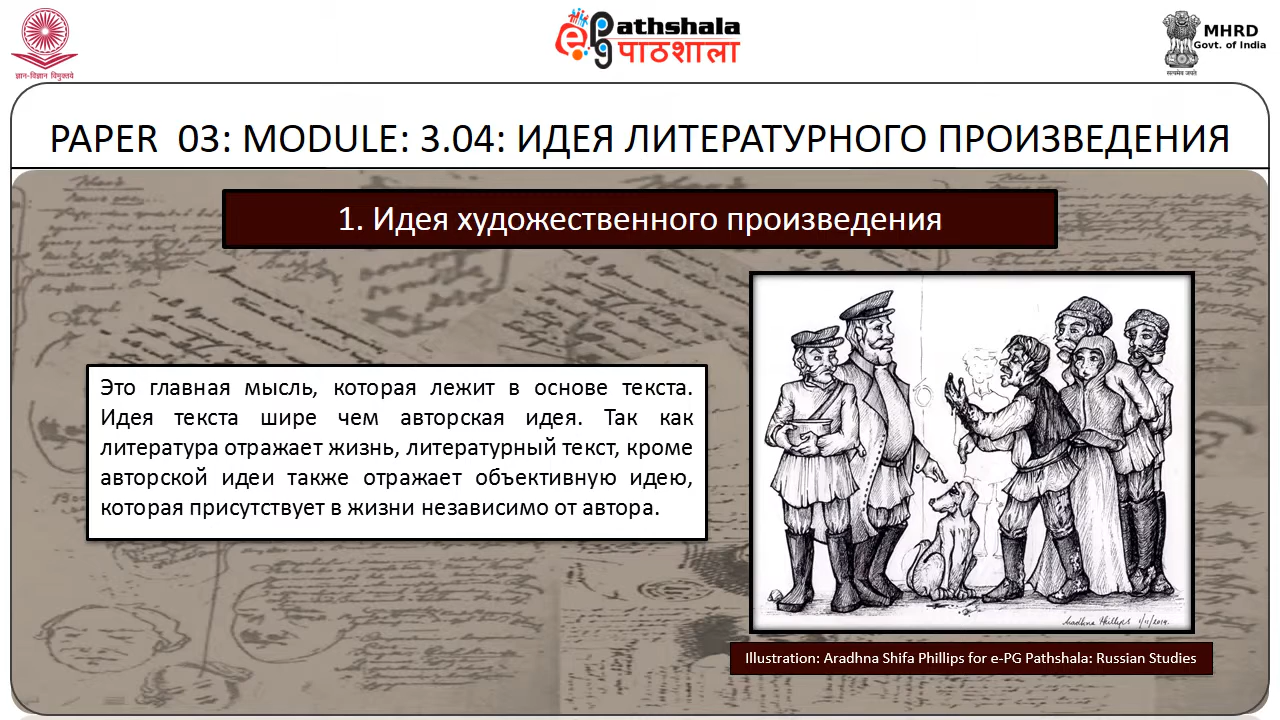 ज्ञान-विज्ञान विमुक्तये
ePG Pathshala
पाठशाला
सत्यमेव जयते
MHRD
Govt. of India
PAPER 03: MODULE: 3.04: ИДЕЯ ЛИТЕРАТУРНОГО ПРОИЗВЕДЕНИЯ
1. Идея художественного произведения
Это главная мысль, которая лежит в основе текста.
Идея текста шире чем авторская идея. Так как
литература отражает жизнь, литературный текст, кроме
авторской идеи также отражает объективную идею,
которая присутствует в жизни независимо от автора.
Aradhna Phillips 1/11/2014.
Illustration: Aradhna Shifa Phillips for e-PG Pathshala: Russian Studies